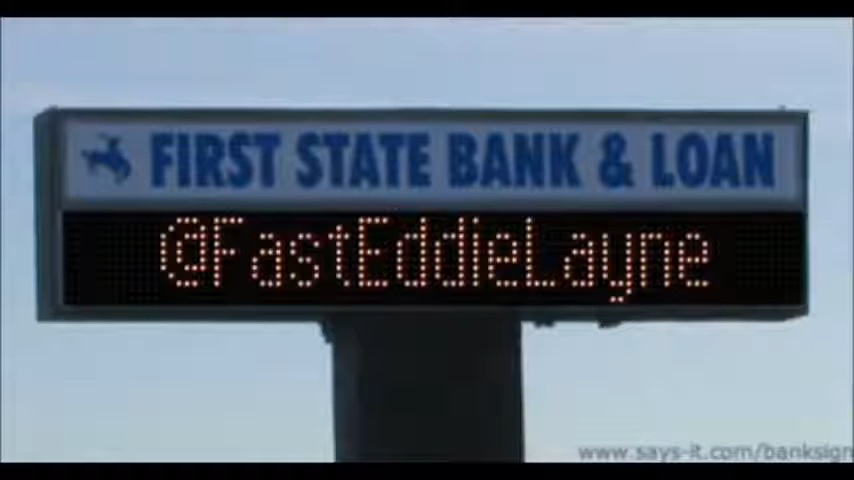 FIRST STATE BANK & LOAN
@FastEddieLayne
www.says-it.com/banksign